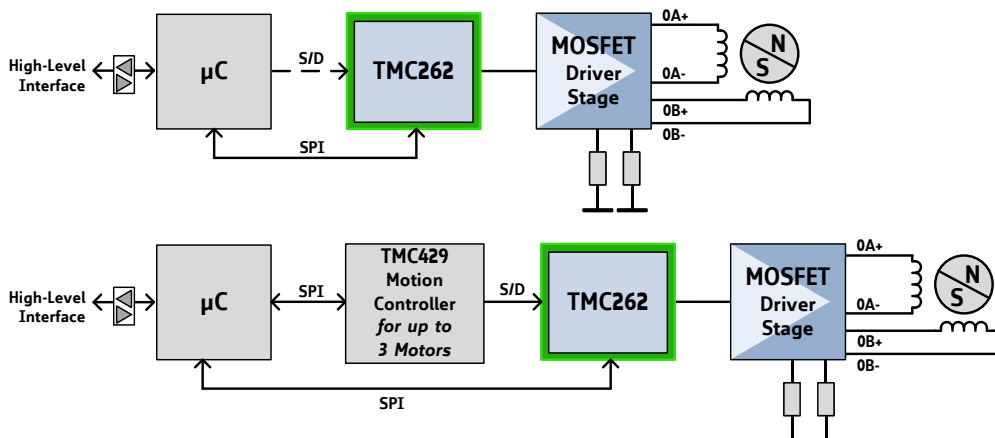 High-Level
Interface
µC
S/D
TMC262
SPI
MOSFET
Driver
Stage
0A+
0A-
0B+
0B-
N
S
High-Level
Interface
µC
SPI
TMC429
Motion
Controller
for up to
3 Motors
S/D
TMC262
SPI
MOSFET
Driver
Stage
0A+
0A-
0B+
0B-
N
S